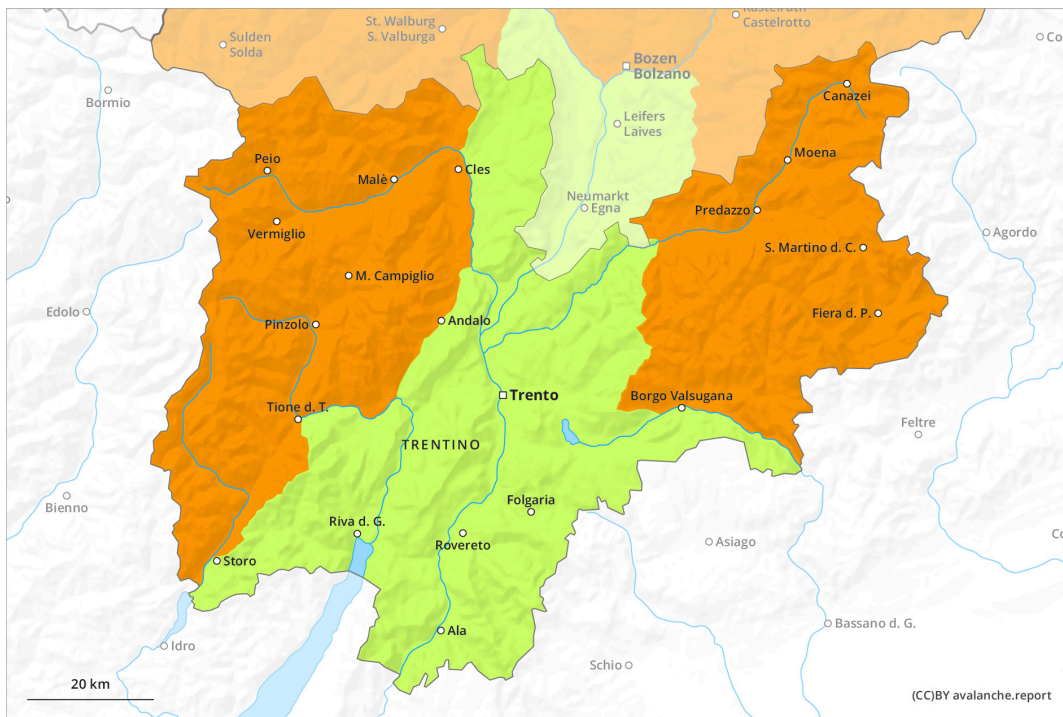 Kastelruth
Castelrotto
St. Walburg
S. Valburga
Sulden
Solda
Bozen
Bolzano
Bormio
Canazei
Leifers
Laives
Moena
Peio
Malè
Cles
Neumarkt
Egna
Predazzo
Vermiglio
S. Martino d. C.
Agordo
M. Campiglio
Edolo
Pinzolo
Andalo
Fiera d. P.
Trento
Borgo Valsugana
Tione d. T.
Feltre
TRENTINO
Bienno
Folgaria
Riva d. G.
Rovereto
Asiago
Storo
Ala
Bassano d. G.
Idro
Schio
20 km
(CC)BY avalanche.report